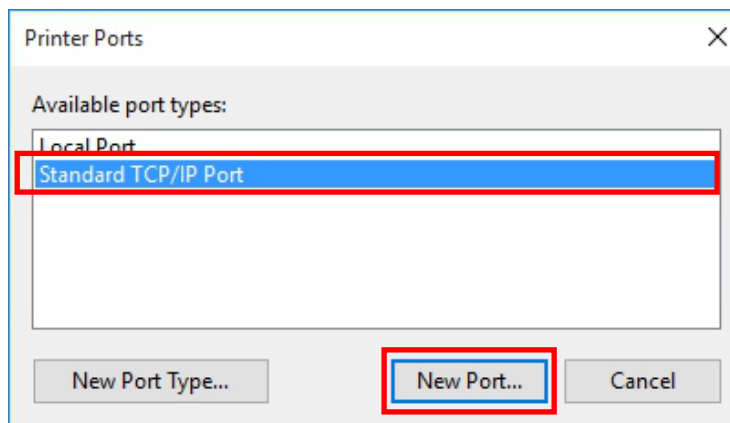 Printer Ports
Available port types:
Local Port
Standard TCP/IP Port
New Port Type... New Port... Cancel